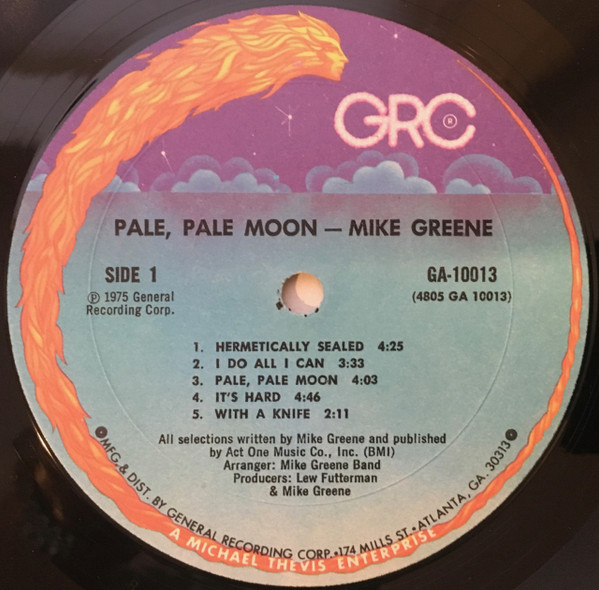 GRC ®
PALE, PALE MOON — MIKE GREENE
SIDE 1
℗ 1975 General
Recording Corp.
GA-10013
(4805 GA 10013)
1. HERMETICALLY SEALED 4:25
2. I DO ALL I CAN 3:33
3. PALE, PALE MOON 4:03
4. IT'S HARD 4:46
5. WITH A KNIFE 2:11
All selections written by Mike Greene and published
by Act One Music Co., Inc. (BMI)
Arranger: Mike Greene Band
Producers: Lew Futterman
& Mike Greene
MFG. & DIST. BY GENERAL RECORDING CORP. • 174 MILLS ST. • ATLANTA, GA. 30313
A MICHAEL THEVIS ENTERPRISE